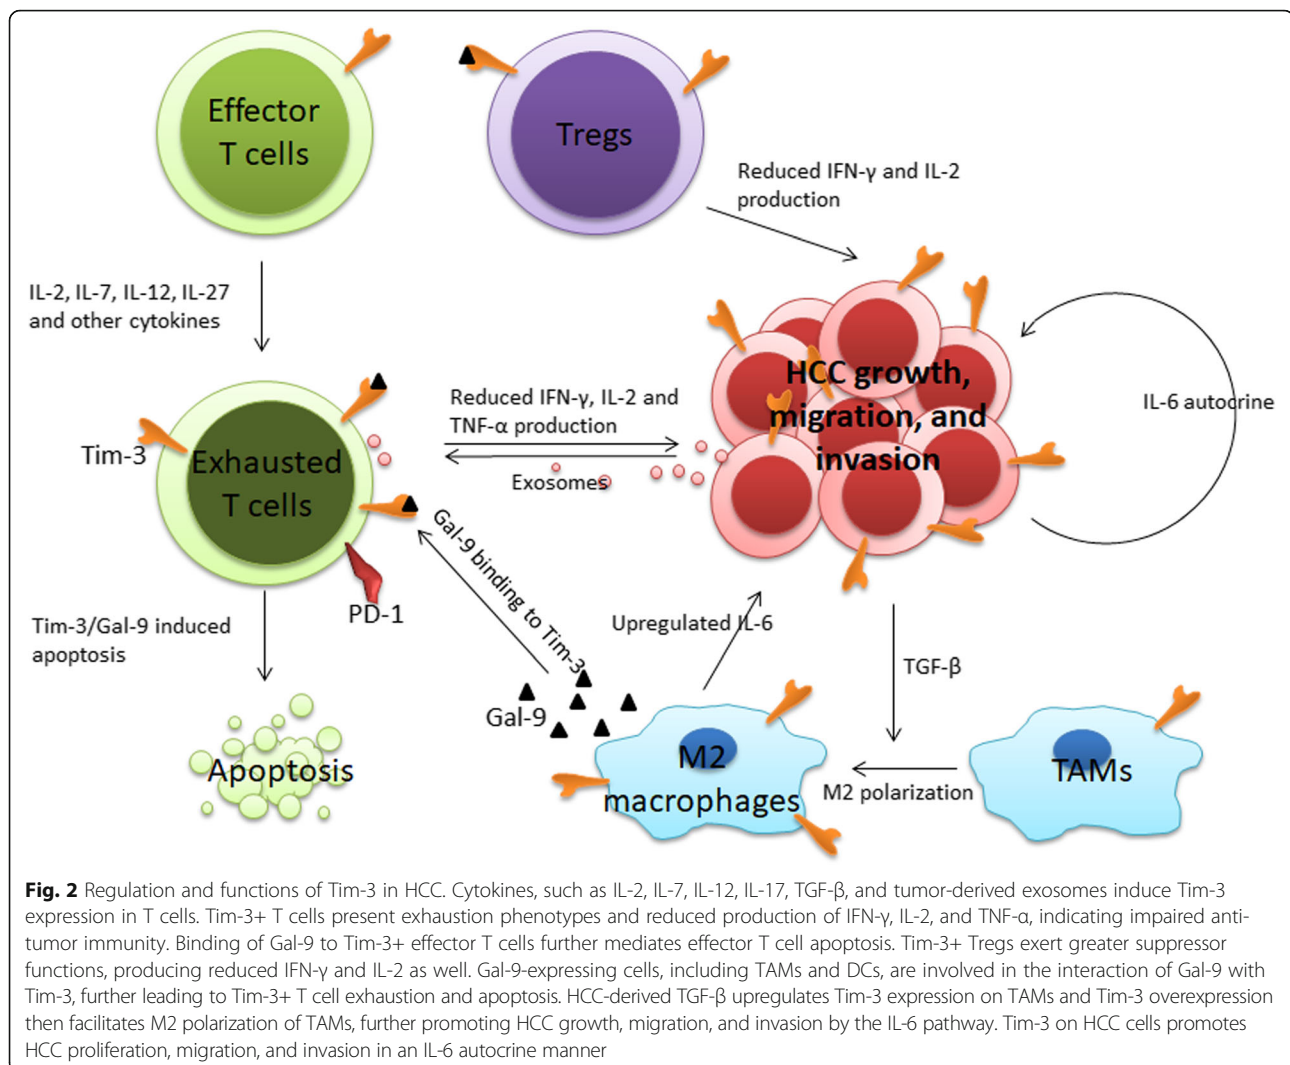 Effector
T cells
Tregs
Reduced IFN-γ and IL-2
production
IL-2, IL-7, IL-12, IL-27
and other cytokines
HCC growth,
migration, and
invasion
IL-6 autocrine
Tim-3
Exhausted
T cells
Reduced IFN-γ, IL-2 and
TNF-α production
Exosomes
PD-1
Gal-9 binding to Tim-3
Tim-3/Gal-9 induced
apoptosis
Upregulated IL-6
TGF-β
Gal-9
Apoptosis
M2
macrophages
M2 polarization
TAMs
Fig. 2 Regulation and functions of Tim-3 in HCC. Cytokines, such as IL-2, IL-7, IL-12, IL-17, TGF-β, and tumor-derived exosomes induce Tim-3
expression in T cells. Tim-3+ T cells present exhaustion phenotypes and reduced production of IFN-γ, IL-2, and TNF-α, indicating impaired anti-
tumor immunity. Binding of Gal-9 to Tim-3+ effector T cells further mediates effector T cell apoptosis. Tim-3+ Tregs exert greater suppressor
functions, producing reduced IFN-γ and IL-2 as well. Gal-9-expressing cells, including TAMs and DCs, are involved in the interaction of Gal-9 with
Tim-3, further leading to Tim-3+ T cell exhaustion and apoptosis. HCC-derived TGF-β upregulates Tim-3 expression on TAMs and Tim-3 overexpression
then facilitates M2 polarization of TAMs, further promoting HCC growth, migration, and invasion by the IL-6 pathway. Tim-3 on HCC cells promotes
HCC proliferation, migration, and invasion in an IL-6 autocrine manner